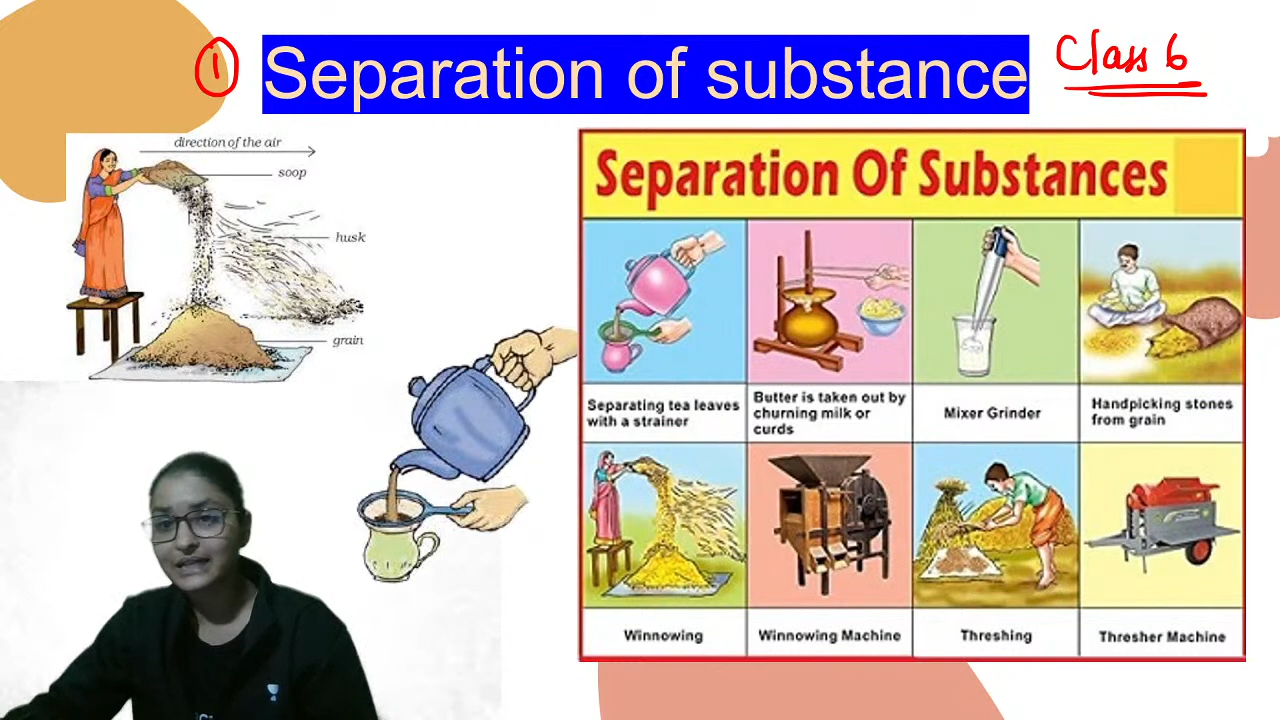 ①
Separation of substance
Class 6
direction of the air
soop
husk
grain
Separation Of Substances
Separating tea leaves
with a strainer
Butter is taken out by
churning milk or
curds
Mixer Grinder
Handpicking stones
from grain
Winnowing
Winnowing Machine
Threshing
Thresher Machine